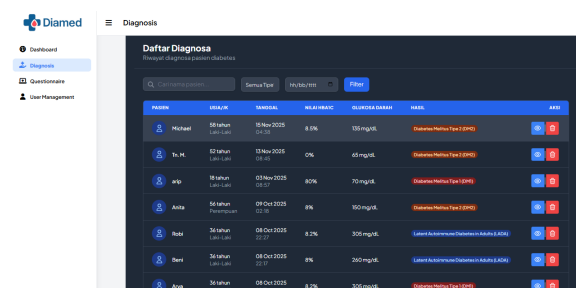 Diamed
Diagnosis
Dashboard
Diagnosis
Questionnaire
User Management
Daftar Diagnosa
Riwayat diagnosa pasien diabetes
Cari nama pasien...
Semua Tipe
hh/bb/tttt
Filter
PASIEN USIA/JK TANGGAL NILAI HBA1C GLUKOSA DARAH HASIL AKSI
Michael 58 tahun Laki-Laki 15 Nov 2025 04:39 8.5% 135 mg/dL Diabetes Melitus Tipe 2 (DM2)
Tn. M. 52 tahun Laki-Laki 13 Nov 2025 08:45 0% 65 mg/dL Diabetes Melitus Tipe 2 (DM2)
arip 18 tahun Laki-Laki 03 Nov 2025 08:57 80% 70 mg/dL Diabetes Melitus Tipe 1 (DM1)
Anita 56 tahun Perempuan 09 Oct 2025 02:18 8% 150 mg/dL Diabetes Melitus Tipe 2 (DM2)
Robi 36 tahun Laki-Laki 08 Oct 2025 22:27 8.2% 305 mg/dL Latent Autoimmune Diabetes in Adults (LADA)
Beni 36 tahun Laki-Laki 08 Oct 2025 22:17 8% 260 mg/dL Latent Autoimmune Diabetes in Adults (LADA)
36 tahun 08 Oct 2025 8.2% 305 mg/dL Diabetes Melitus Tipe 1 (DM1)